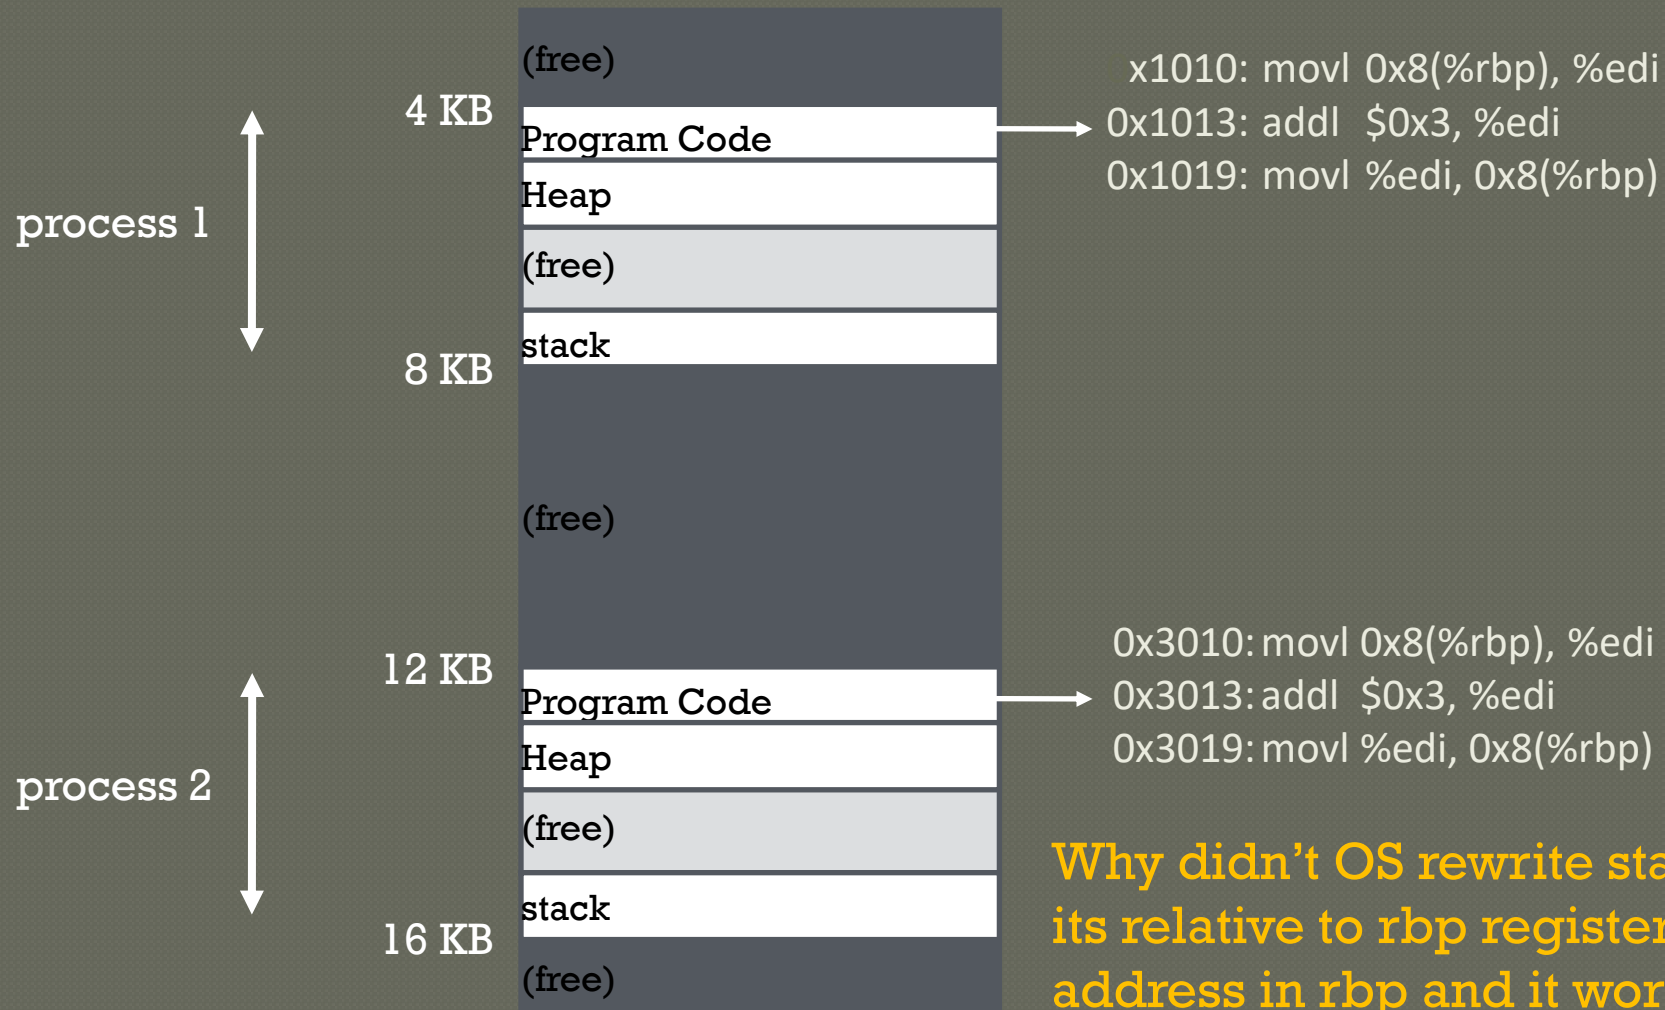 (free)
4 KB
Program Code
Heap
process 1
(free)
stack
8 KB
x1010: movl 0x8(%rbp), %edi
0x1013: addl $0x3, %edi
0x1019: movl %edi, 0x8(%rbp)
(free)
12 KB
Program Code
Heap
process 2
(free)
stack
16 KB
(free)
0x3010: movl 0x8(%rbp), %edi
0x3013: addl $0x3, %edi
0x3019: movl %edi, 0x8(%rbp)
Why didn’t OS rewrite
its relative to rbp register
address in rbp and it